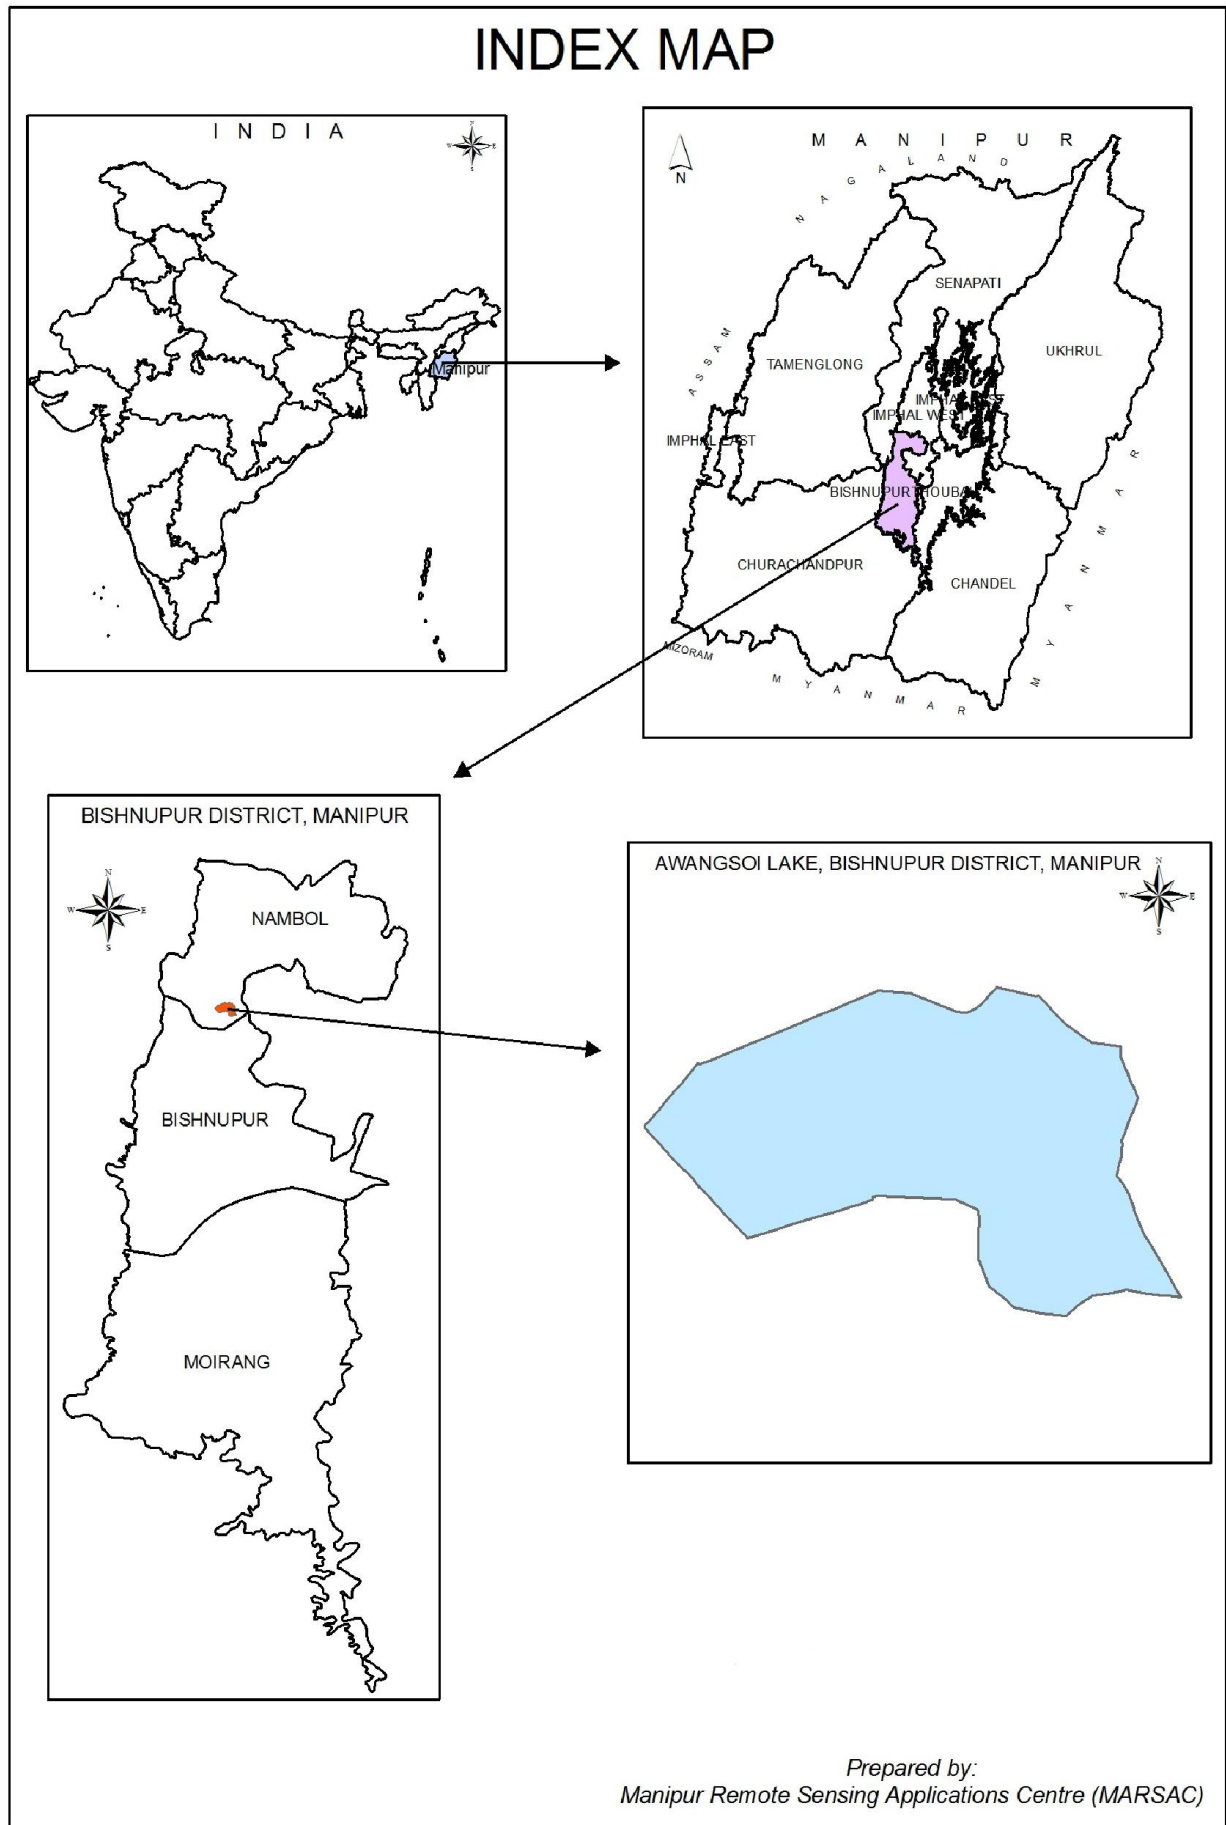 INDEX MAP
I N D I A
N
W E
S
Manipur
M A N I P U R
N
N A G A L A N D
A S S A M
SENAPATI
UKHRUL
TAMENGLONG
IMPHAL WEST
IMPHAL EAST
BISHNUPUR
CHURACHANDPUR
CHANDEL
MIZORAM
M Y A N M A R
M Y A N M A R
BISHNUPUR DISTRICT, MANIPUR
N
W E
S
NAMBOL
BISHNUPUR
MOIRANG
AWANGSOI LAKE, BISHNUPUR DISTRICT, MANIPUR
N
W E
S
Prepared by:
Manipur Remote Sensing Applications Centre (MARSAC)